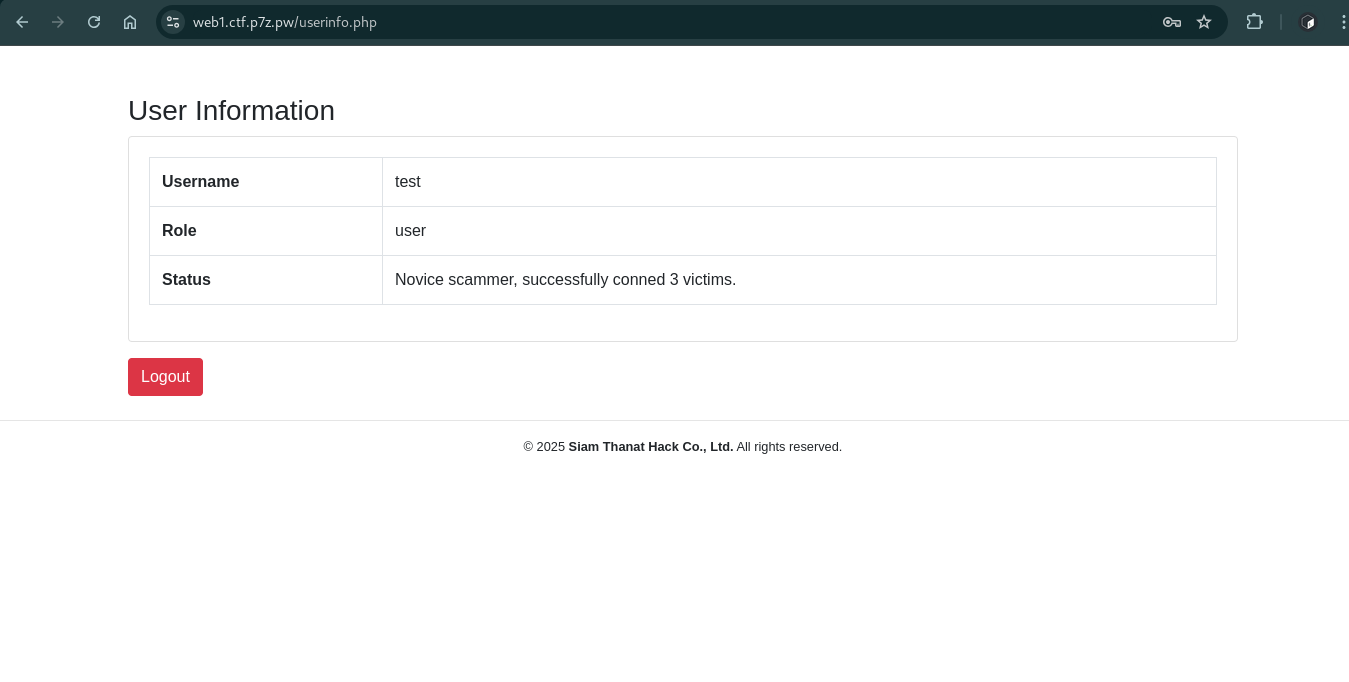 web1.ctf.p7z.pw/userinfo.php
User Information
Username test
Role user
Status Novice scammer, successfully conned 3 victims.
Logout
© 2025 Siam Thanat Hack Co., Ltd. All rights reserved.